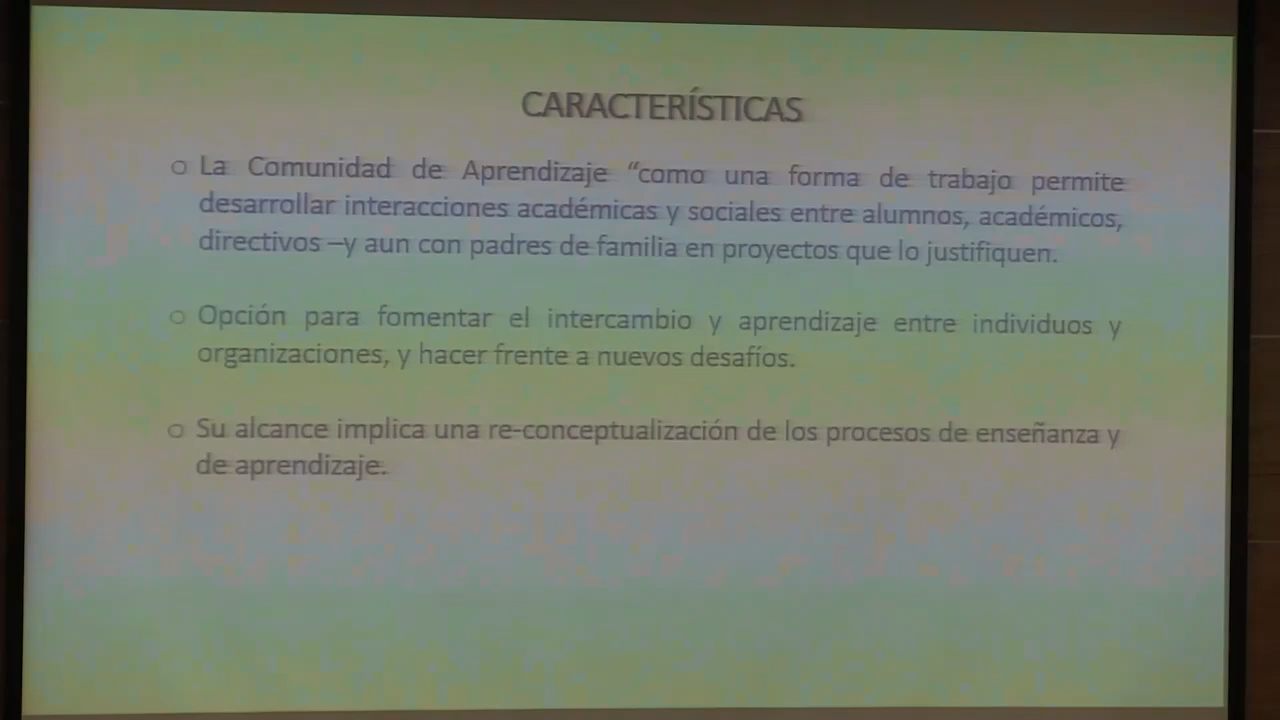 CARACTERÍSTICAS
o La Comunidad de Aprendizaje “como una forma de trabajo permite
desarrollar interacciones académicas y sociales entre alumnos, académicos,
directivos –y aun con padres de familia en proyectos que lo justifiquen.
o Opción para fomentar el intercambio y aprendizaje entre individuos y
organizaciones, y hacer frente a nuevos desafíos.
o Su alcance implica una re-conceptualización de los procesos de enseñanza y
de aprendizaje.